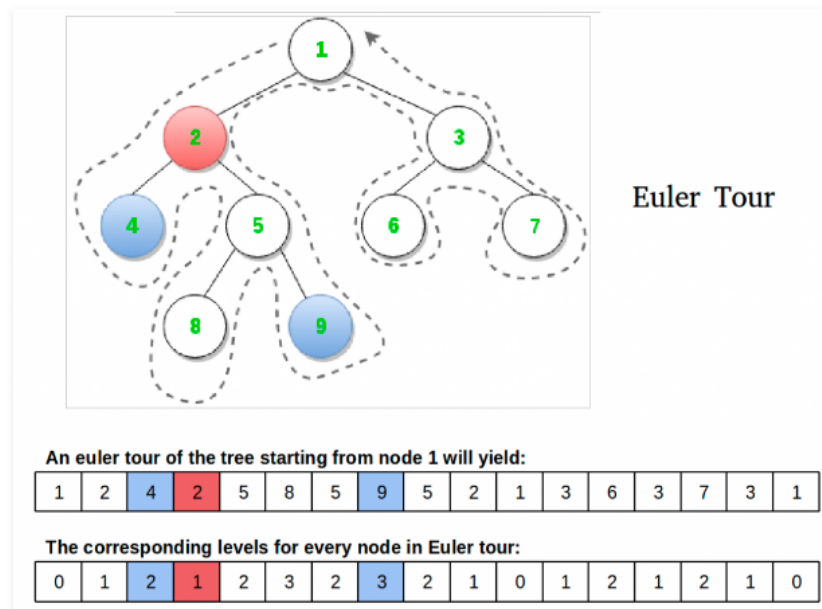 1
2
3
Euler Tour
4
5
6
7
8
9
An euler tour of the tree starting from node 1 will yield:
1 2 4 2 5 8 5 9 5 2 1 3 6 3 7 3 1
The corresponding levels for every node in Euler tour:
0 1 2 1 2 3 2 3 2 1 0 1 2 1 2 1 0